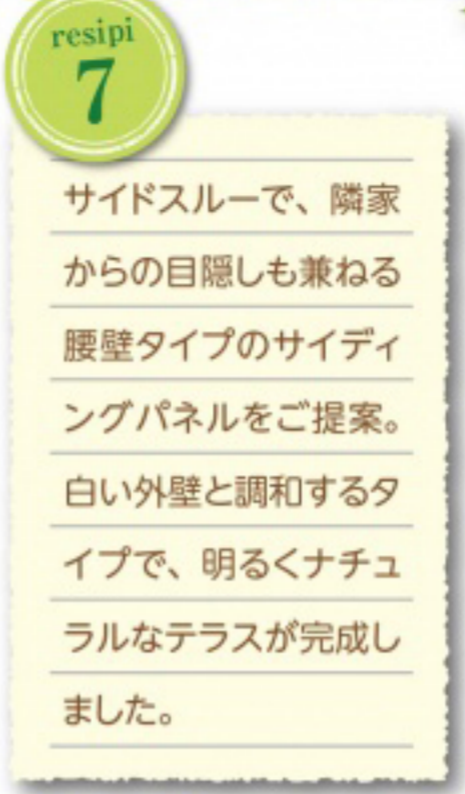 resipi
7
サイドスルーで、隣家
からの目隠しも兼ねる
腰壁タイプのサイディ
ングパネルをご提案。
白い外壁と調和するタ
イプで、明るくナチュ
ラルなテラスが完成し
ました。